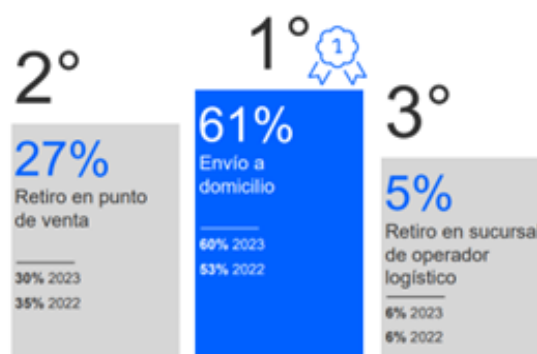 2°
27%
Retiro en punto
de venta
30% 2023
35% 2022
1°
1
61%
Envío a
domicilio
60% 2023
53% 2022
3°
5%
Retiro en sucursa
de operador
logístico
6% 2023
6% 2022